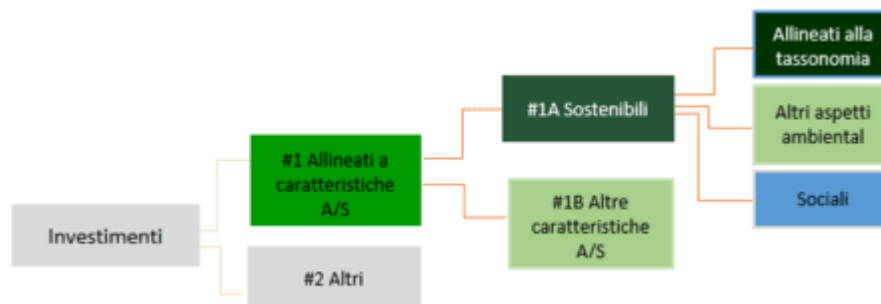 Investimenti
#1 Allineati a
caratteristiche
A/S
#2 Altri
#1A Sostenibili
#1B Altre
caratteristiche
A/S
Allineati alla
tassonomia
Altri aspetti
ambiental
Sociali